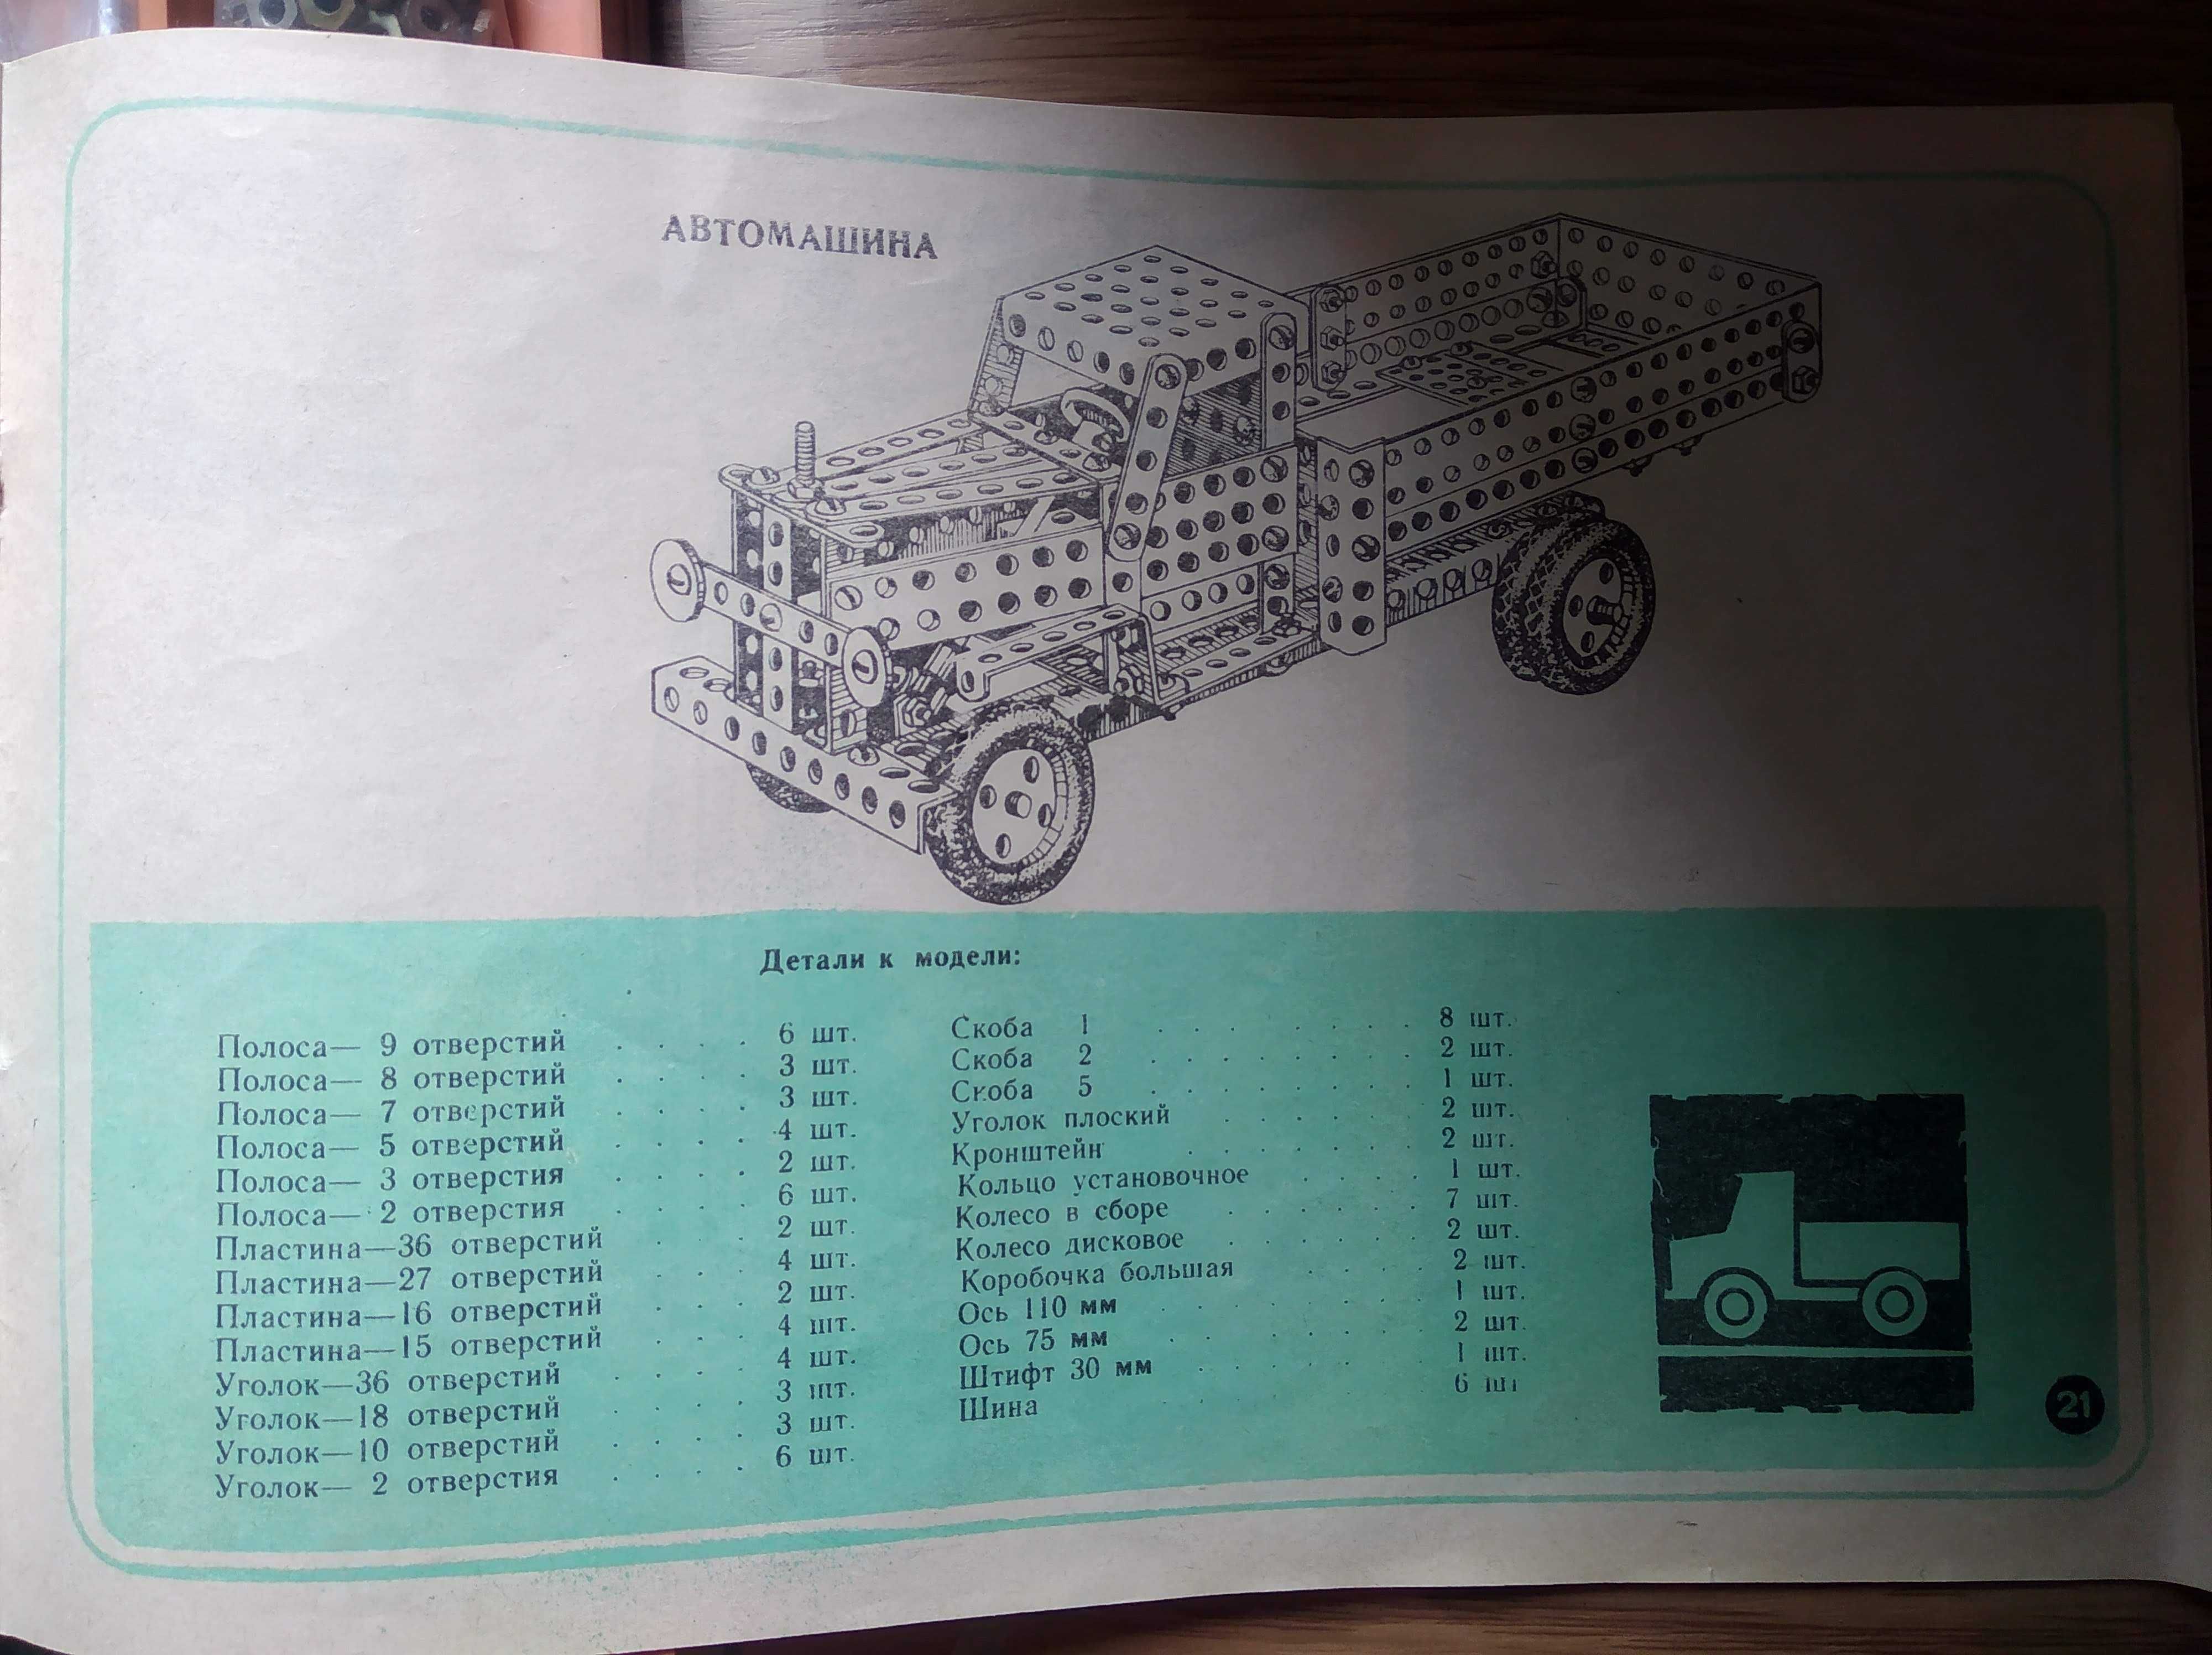 АВТОМАШИНА
Детали к модели:
Полоса— 9 отверстий . . . . 6 шт.
Полоса— 8 отверстий . . . . 3 шт.
Полоса— 7 отверстий . . . . 3 шт.
Полоса— 5 отверстий . . . . 4 шт.
Полоса— 3 отверстия . . . . 2 шт.
Полоса— 2 отверстия . . . . 6 шт.
Пластина—36 отверстий . . . 2 шт.
Пластина—27 отверстий . . . 4 шт.
Пластина—16 отверстий . . . 2 шт.
Пластина—15 отверстий . . . 4 шт.
Уголок—36 отверстий . . . . 4 шт.
Уголок—18 отверстий . . . . 3 шт.
Уголок—10 отверстий . . . . 3 шт.
Уголок— 2 отверстия . . . . 6 шт.
Скоба 1 . . . . . . . . 8 шт.
Скоба 2 . . . . . . . . 2 шт.
Скоба 5 . . . . . . . . 1 шт.
Уголок плоский . . . . . . 2 шт.
Кронштейн . . . . . . . 2 шт.
Кольцо установочное . . . . 1 шт.
Колесо в сборе . . . . . . 7 шт.
Колесо дисковое . . . . . . 2 шт.
Коробочка большая . . . . 2 шт.
Ось 110 мм . . . . . . . 1 шт.
Ось 75 мм . . . . . . . 2 шт.
Штифт 30 мм . . . . . . 1 шт.
Шина . . . . . . . . 6 шт
21